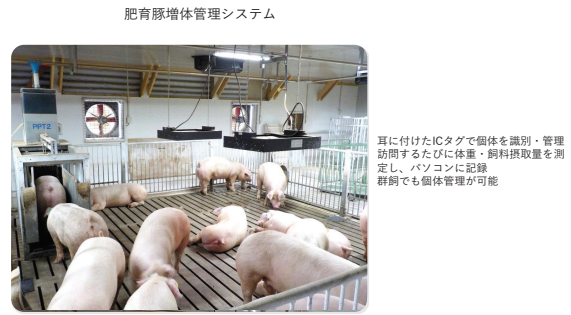 肥育豚増体管理システム
PPT2
耳に付けたICタグで個体を識別・管理
訪問するたびに体重・飼料摂取量を測
定し、パソコンに記録
群飼でも個体管理が可能